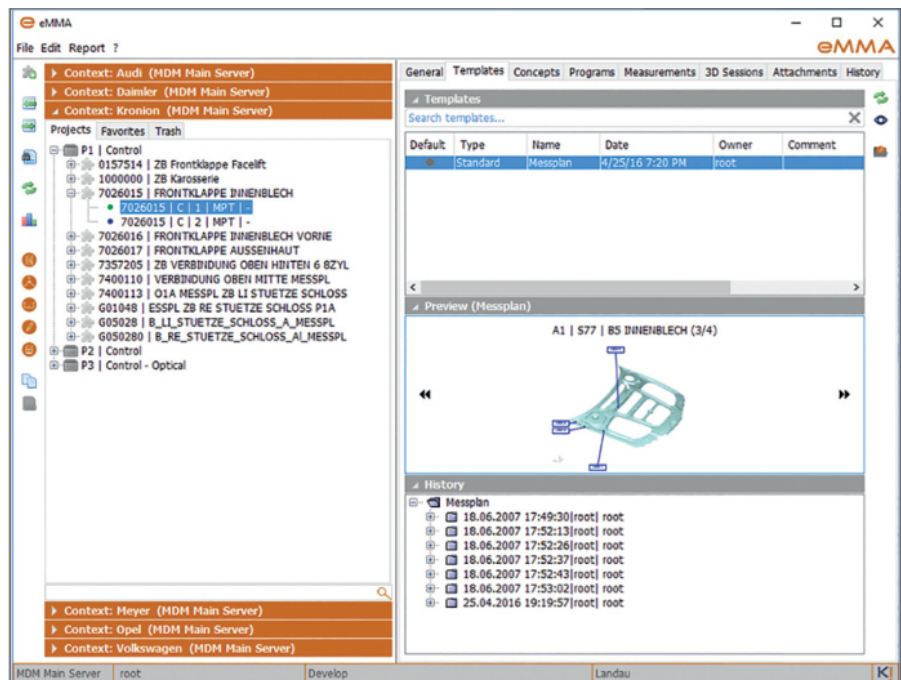 eMMA
File Edit Report ?
eMMA
Context: Audi (MDM Main Server)
Context: Daimler (MDM Main Server)
Context: Kronion (MDM Main Server)
Projects Favorites Trash
P1 | Control
0157514 | ZB Frontklappe Facelift
1000000 | ZB Karosserie
7026015 | FRONTKLAPPE INNENBLECH
7026015 | C | 1 | MPT | -
7026015 | C | 2 | MPT | -
7026016 | FRONTKLAPPE INNENBLECH VORNE
7026017 | FRONTKLAPPE AUSSENHAUT
7357205 | ZB VERBINDUNG OBEN HINTEN 6 8ZYL
7400110 | VERBINDUNG OBEN MITTE MESSPL
7400113 | O1A MESSPL ZB LI STUETZE SCHLOSS
G01048 | ESSPL ZB RE STUETZE SCHLOSS P1A
G05028 | B_LI_STUETZE_SCHLOSS_A_MESSPL
G050280 | B_RE_STUETZE_SCHLOSS_AI_MESSPL
P2 | Control
P3 | Control - Optical
Context: Meyer (MDM Main Server)
Context: Opel (MDM Main Server)
Context: Volkswagen (MDM Main Server)
General Templates Concepts Programs Measurements 3D Sessions Attachments History
Templates
Search templates...
Default Type Name Date Owner Comment
Standard Messplan 4/25/16 7:20 PM root
Preview (Messplan)
A1 | S77 | B5 INNENBLECH (3/4)
History
Messplan
18.06.2007 17:49:30|root| root
18.06.2007 17:52:13|root| root
18.06.2007 17:52:26|root| root
18.06.2007 17:52:37|root| root
18.06.2007 17:52:43|root| root
18.06.2007 17:53:02|root| root
25.04.2016 19:19:57|root| root
MDM Main Server root Develop Landau